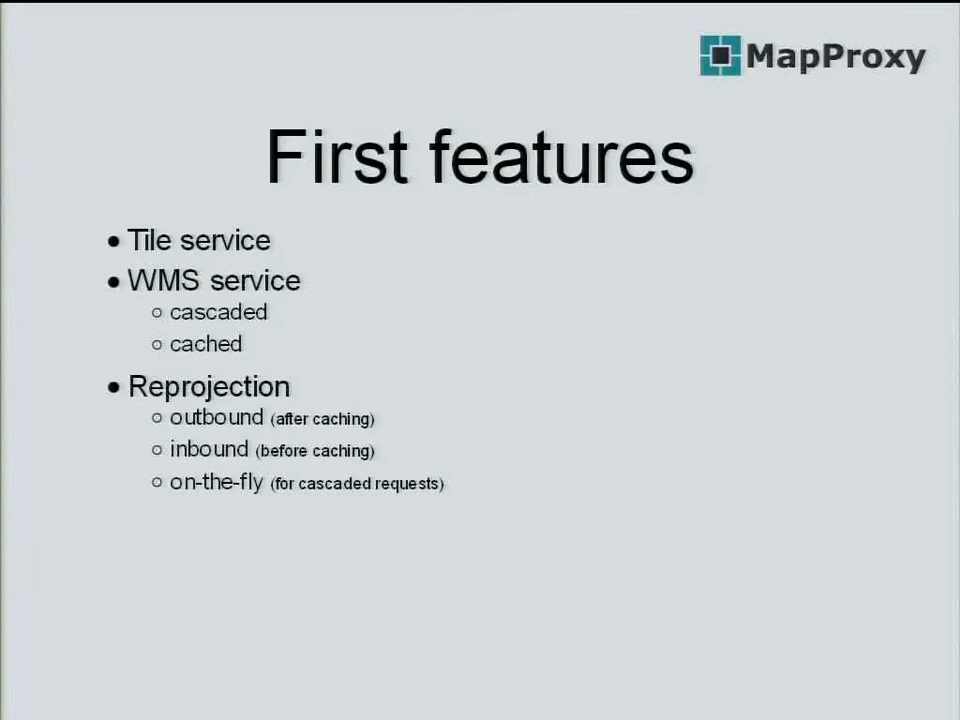 MapProxy
First features
• Tile service
• WMS service
○ cascaded
○ cached
• Reprojection
○ outbound (after caching)
○ inbound (before caching)
○ on-the-fly (for cascaded requests)